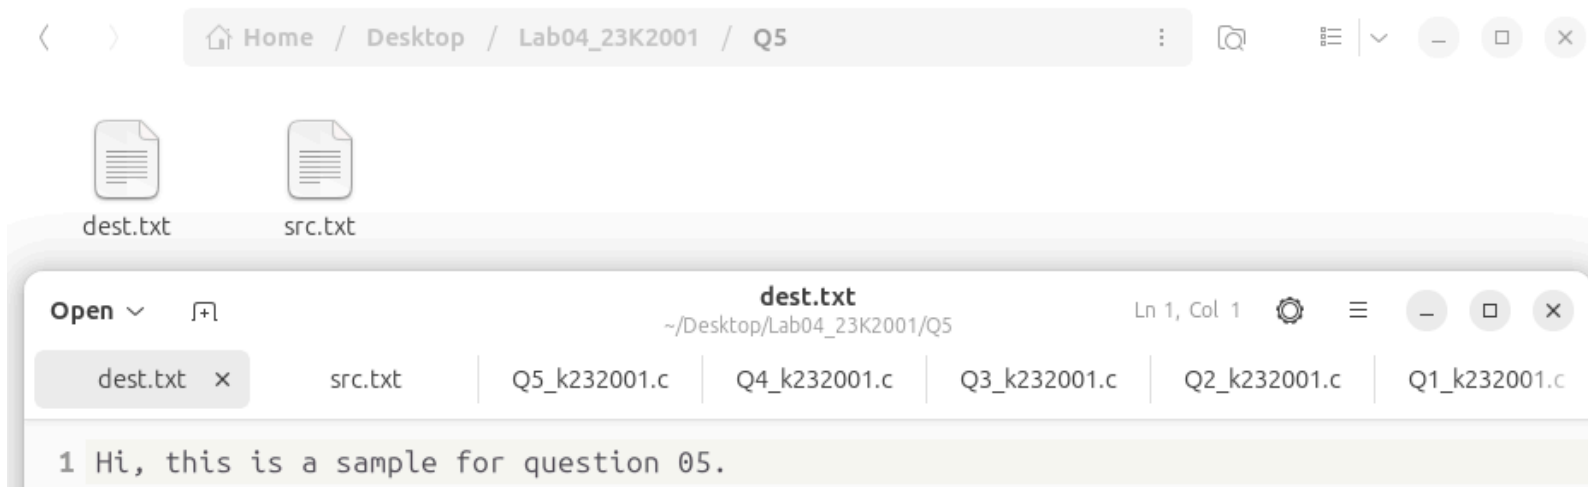 Home / Desktop / Lab04_23K2001 / Q5
dest.txt src.txt
Open dest.txt Ln 1, Col 1
~/Desktop/Lab04_23K2001/Q5
dest.txt src.txt Q5_k232001.c Q4_k232001.c Q3_k232001.c Q2_k232001.c Q1_k232001.c
1 Hi, this is a sample for question 05.